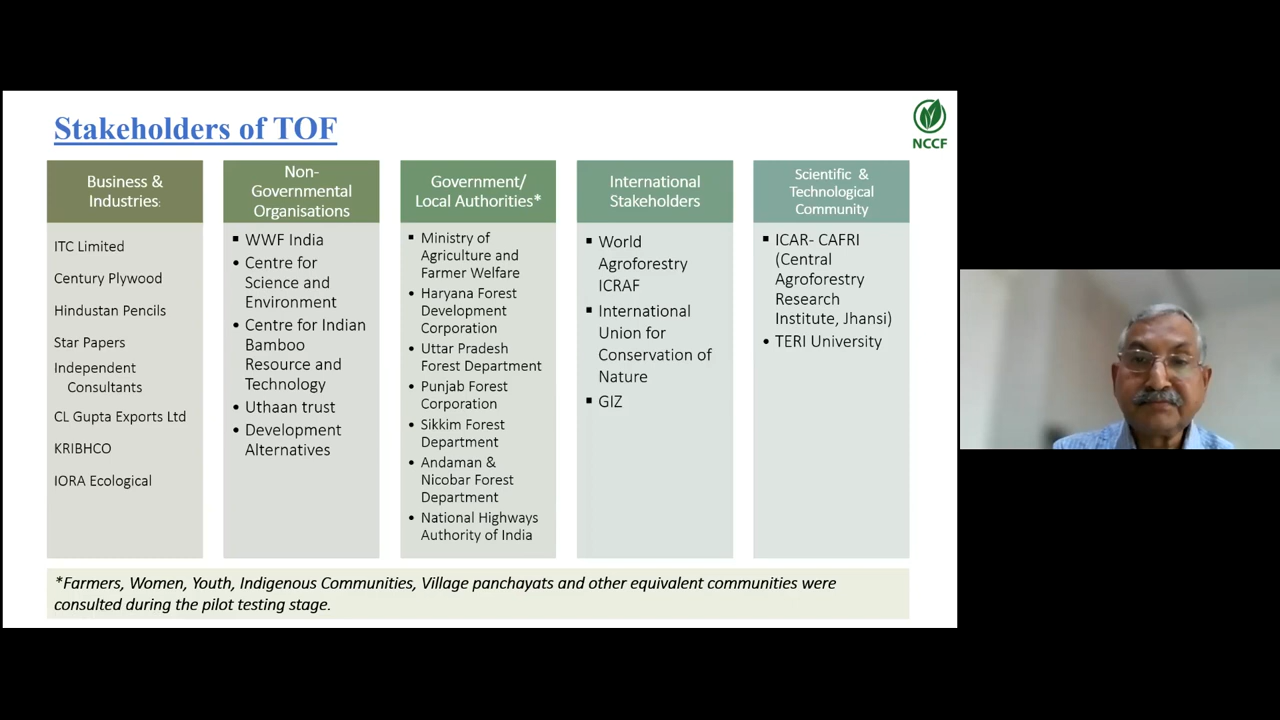 Stakeholders of TOF
NCCF
Business &
Industries:
ITC Limited
Century Plywood
Hindustan Pencils
Star Papers
Independent
Consultants
CL Gupta Exports Ltd
KRIBHCO
IORA Ecological
Non-
Governmental
Organisations
▪ WWF India
• Centre for
Science and
Environment
• Centre for Indian
Bamboo
Resource and
Technology
• Uthaan trust
• Development
Alternatives
Government/
Local Authorities*
▪ Ministry of
Agriculture and
Farmer Welfare
• Haryana Forest
Development
Corporation
• Uttar Pradesh
Forest Department
• Punjab Forest
Corporation
• Sikkim Forest
Department
• Andaman &
Nicobar Forest
Department
• National Highways
Authority of India
International
Stakeholders
▪ World
Agroforestry
ICRAF
▪ International
Union for
Conservation of
Nature
▪ GIZ
Scientific &
Technological
Community
▪ ICAR- CAFRI
(Central
Agroforestry
Research
Institute, Jhansi)
• TERI University
*Farmers, Women, Youth, Indigenous Communities, Village panchayats and other equivalent communities were
consulted during the pilot testing stage.